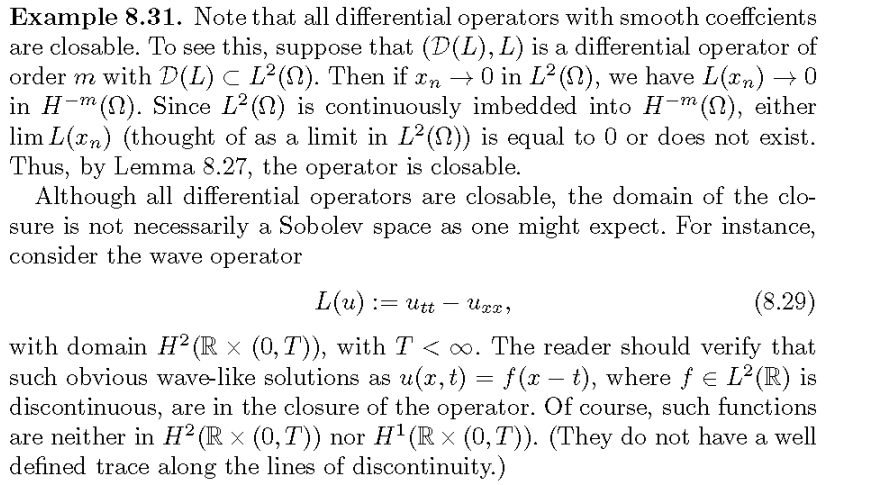 Example 8.31. Note that all differential operators with smooth coeffcients
are closable. To see this, suppose that (𝒟(L), L) is a differential operator of
order m with 𝒟(L) ⊂ L²(Ω). Then if xₙ → 0 in L²(Ω), we have L(xₙ) → 0
in H⁻ᵐ(Ω). Since L²(Ω) is continuously imbedded into H⁻ᵐ(Ω), either
lim L(xₙ) (thought of as a limit in L²(Ω)) is equal to 0 or does not exist.
Thus, by Lemma 8.27, the operator is closable.
Although all differential operators are closable, the domain of the clo-
sure is not necessarily a Sobolev space as one might expect. For instance,
consider the wave operator
L(u) := uₜₜ − uₓₓ, (8.29)
with domain H²(ℝ × (0, T)), with T < ∞. The reader should verify that
such obvious wave-like solutions as u(x, t) = f(x − t), where f ∈ L²(ℝ) is
discontinuous, are in the closure of the operator. Of course, such functions
are neither in H²(ℝ × (0, T)) nor H¹(ℝ × (0, T)). (They do not have a well
defined trace along the lines of discontinuity.)